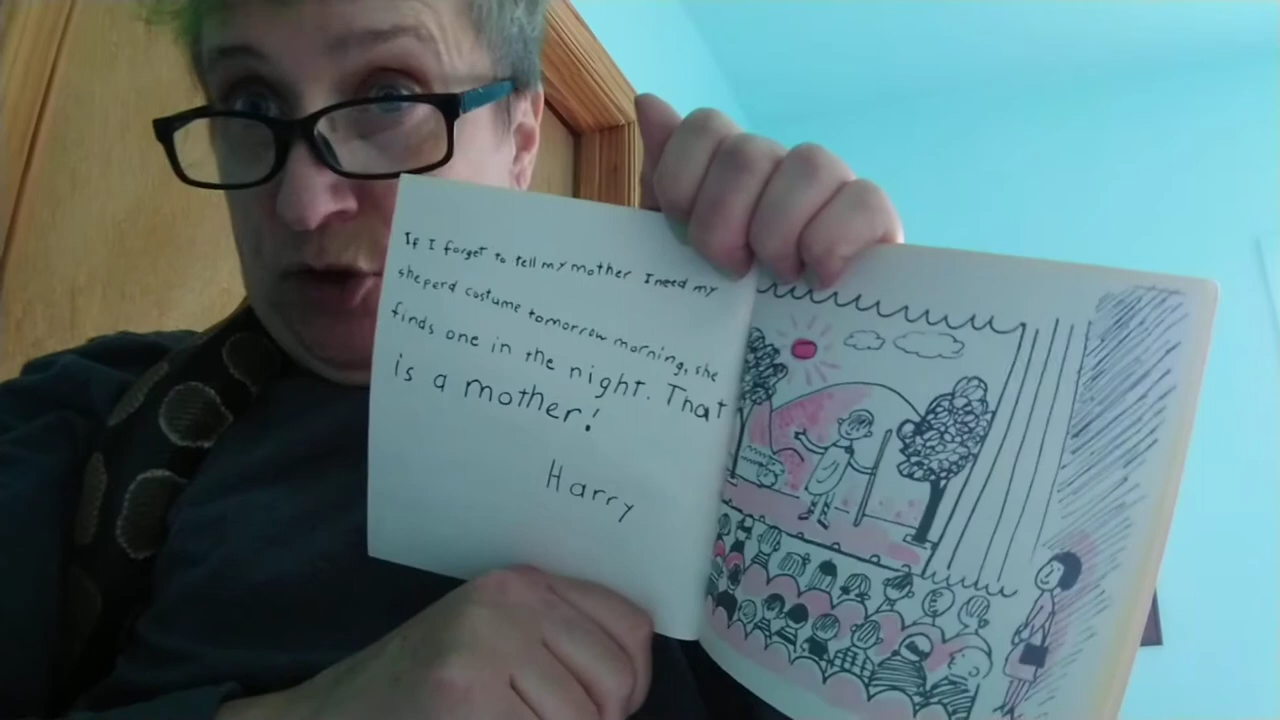 If I forget to tell my mother I need my
sheperd costume tomorrow morning, she
finds one in the night. That
is a mother!
Harry